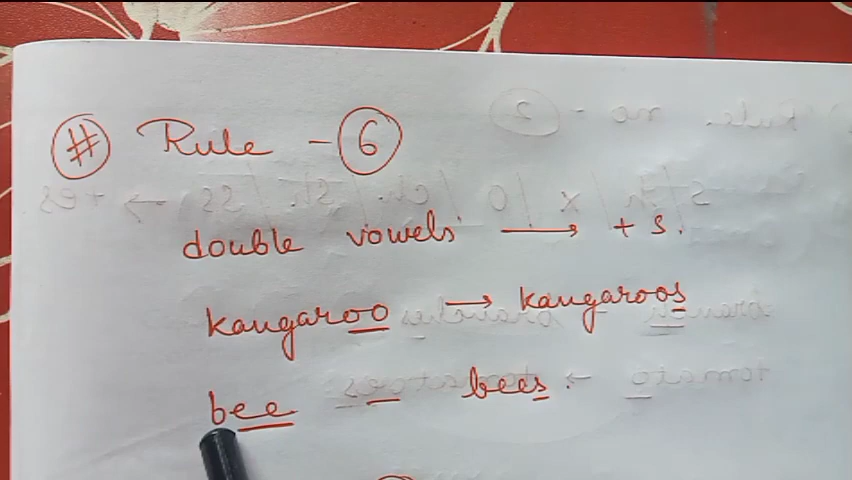 # Rule - 6
double vowels → + s.
kangaroo → kangaroos
bee - bees.